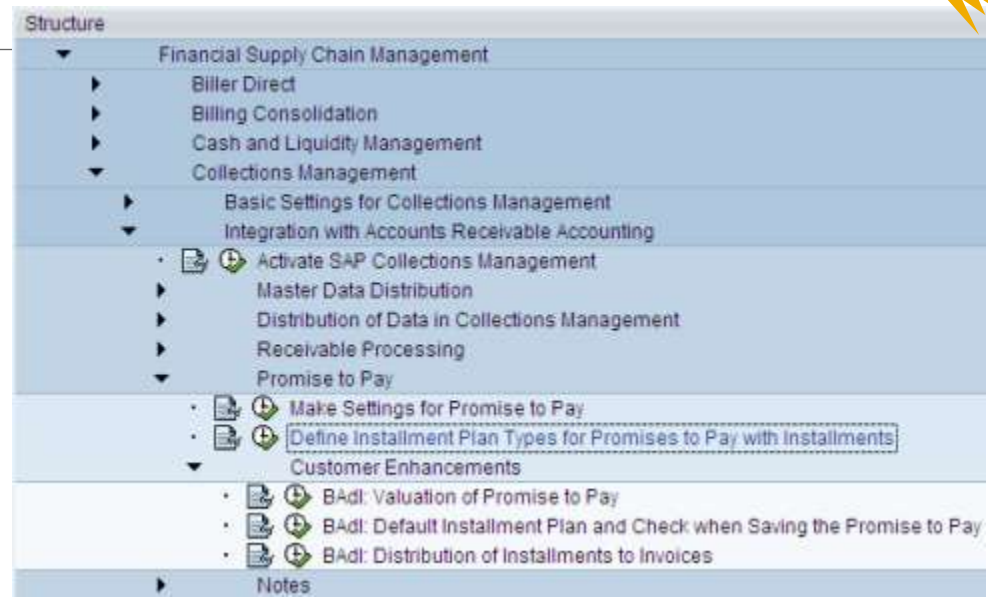 Structure
Financial Supply Chain Management
Biller Direct
Billing Consolidation
Cash and Liquidity Management
Collections Management
Basic Settings for Collections Management
Integration with Accounts Receivable Accounting
Activate SAP Collections Management
Master Data Distribution
Distribution of Data in Collections Management
Receivable Processing
Promise to Pay
Make Settings for Promise to Pay
Define Installment Plan Types for Promises to Pay with Installments
Customer Enhancements
BAdI: Valuation of Promise to Pay
BAdI: Default Installment Plan and Check when Saving the Promise to Pay
BAdI: Distribution of Installments to Invoices
Notes